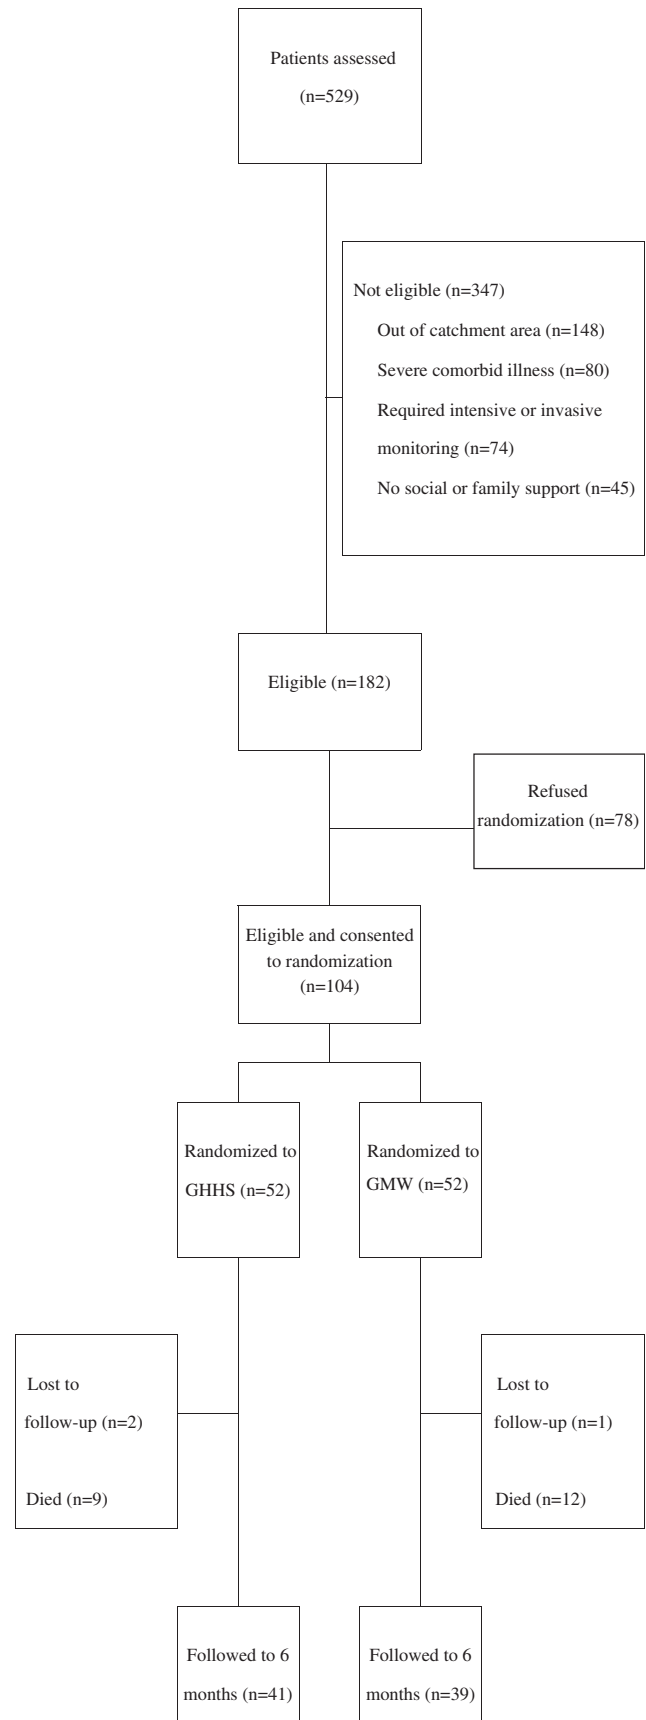 Patients assessed
(n=529)
Not eligible (n=347)
Out of catchment area (n=148)
Severe comorbid illness (n=80)
Required intensive or invasive
monitoring (n=74)
No social or family support (n=45)
Eligible (n=182)
Refused
randomization (n=78)
Eligible and consented
to randomization
(n=104)
Randomized to
GHHS (n=52)
Randomized to
GMW (n=52)
Lost to
follow-up (n=2)
Died (n=9)
Lost to
follow-up (n=1)
Died (n=12)
Followed to 6
months (n=41)
Followed to 6
months (n=39)